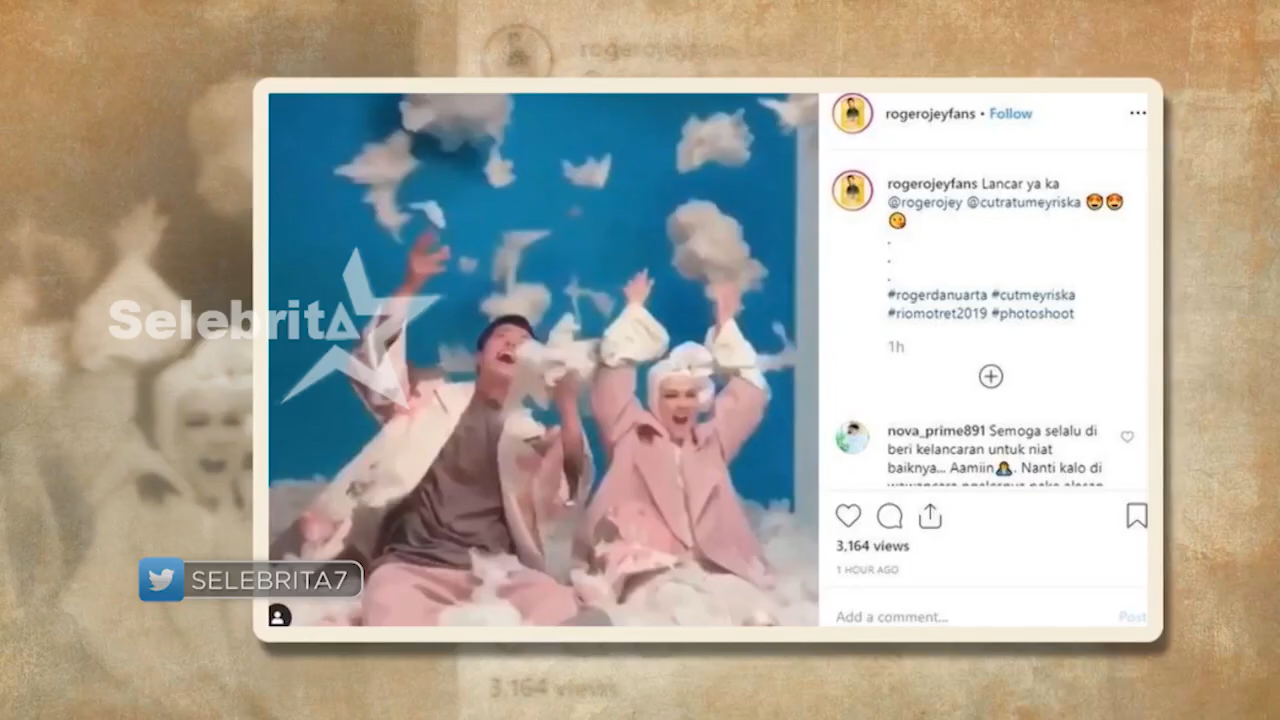 rogerojeyfans • Follow
rogerojeyfans Lancar ya ka
@rogerojey @cutratumeyriska 😍😍
😘
.
.
.
#rogerdanuarta #cutmeyriska
#riomotret2019 #photoshoot
1h
nova_prime891 Semoga selalu di
beri kelancaran untuk niat
baiknya... Aamiin🤦‍♀️. Nanti kalo di
3,164 views
1 HOUR AGO
Add a comment...
Post
Selebrita
SELEBRITA7
3,164 views